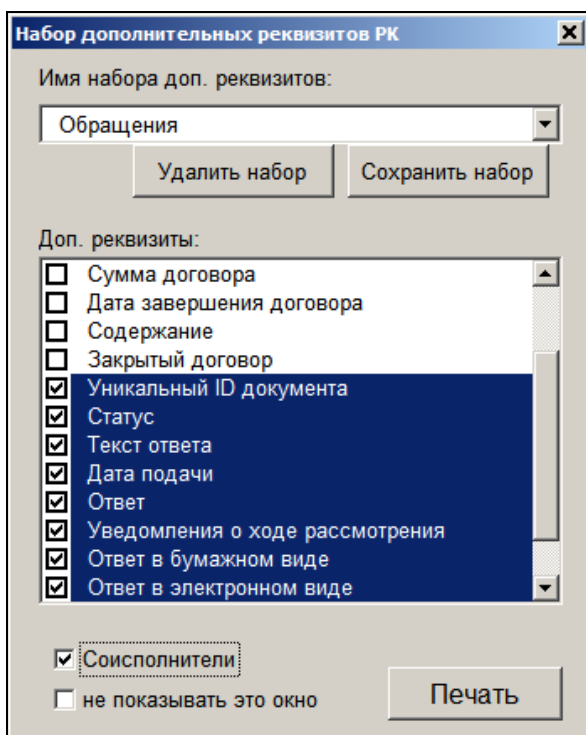 Набор дополнительных реквизитов РК
Имя набора доп. реквизитов:
Обращения
Удалить набор Сохранить набор
Доп. реквизиты:
Сумма договора
Дата завершения договора
Содержание
Закрытый договор
Уникальный ID документа
Статус
Текст ответа
Дата подачи
Ответ
Уведомления о ходе рассмотрения
Ответ в бумажном виде
Ответ в электронном виде
Соисполнители
не показывать это окно
Печать